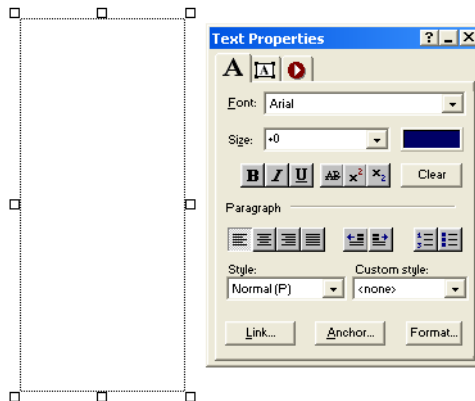 Text Properties
A A
Font: Arial
Size: +0
B I U AB x² x₂ Clear
Paragraph
Style: Custom style:
Normal (P) <none>
Link... Anchor... Format...